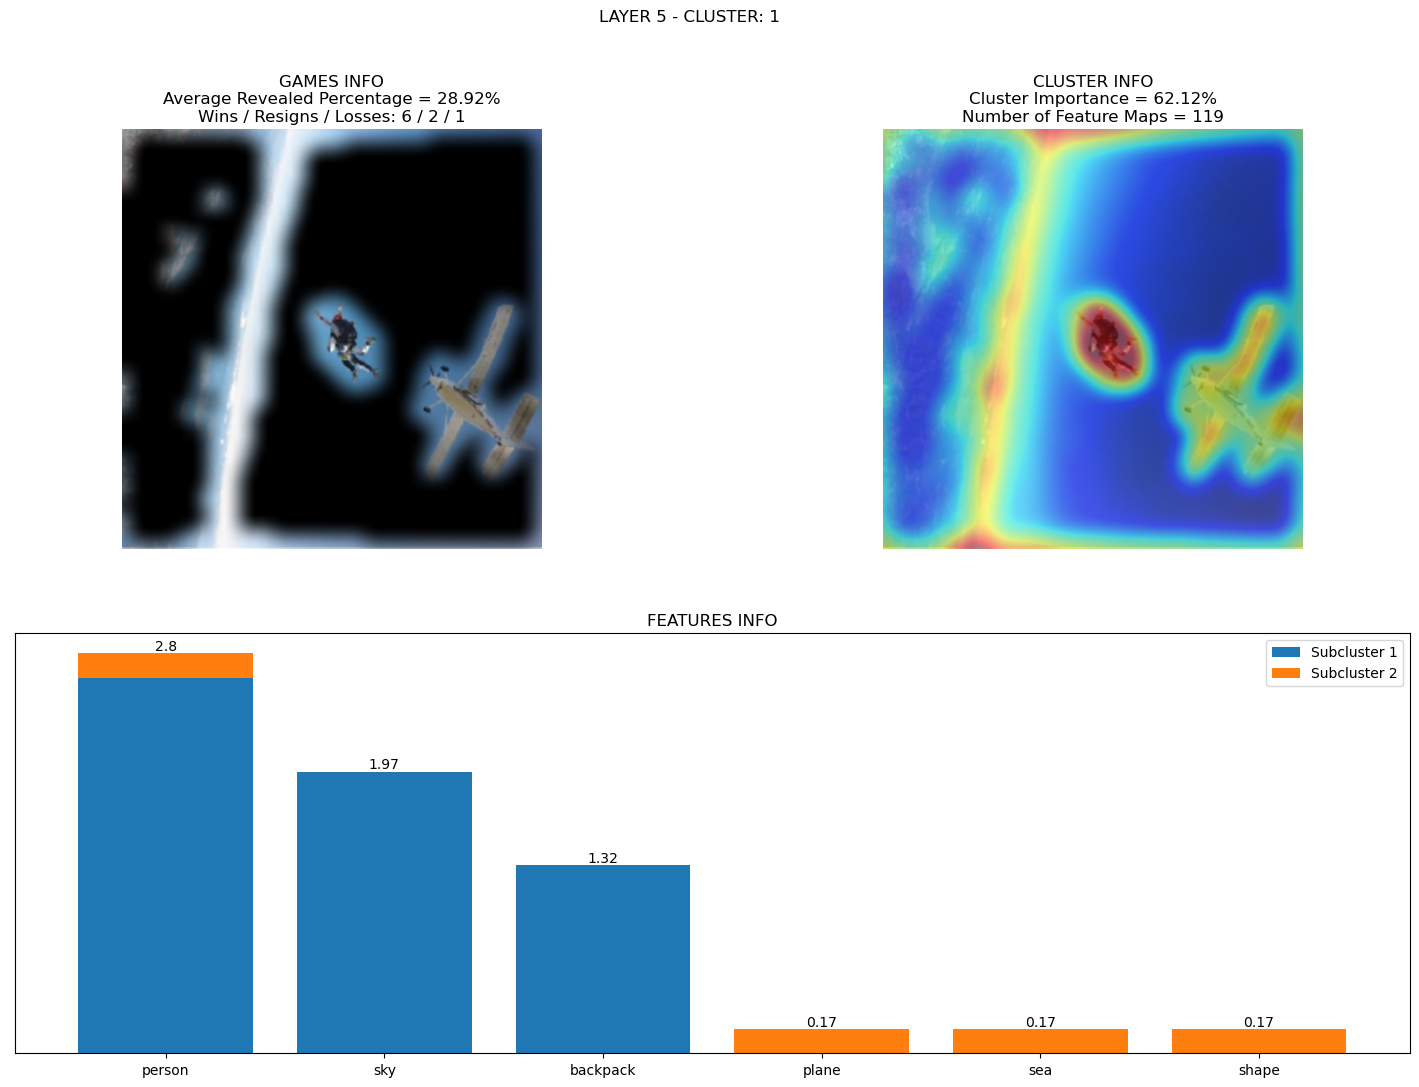 LAYER 5 - CLUSTER: 1
GAMES INFO
Average Revealed Percentage = 28.92%
Wins / Resigns / Losses: 6 / 2 / 1
CLUSTER INFO
Cluster Importance = 62.12%
Number of Feature Maps = 119
FEATURES INFO
2.8
1.97
1.32
0.17
0.17
0.17
Subcluster 1
Subcluster 2
person
sky
backpack
plane
sea
shape